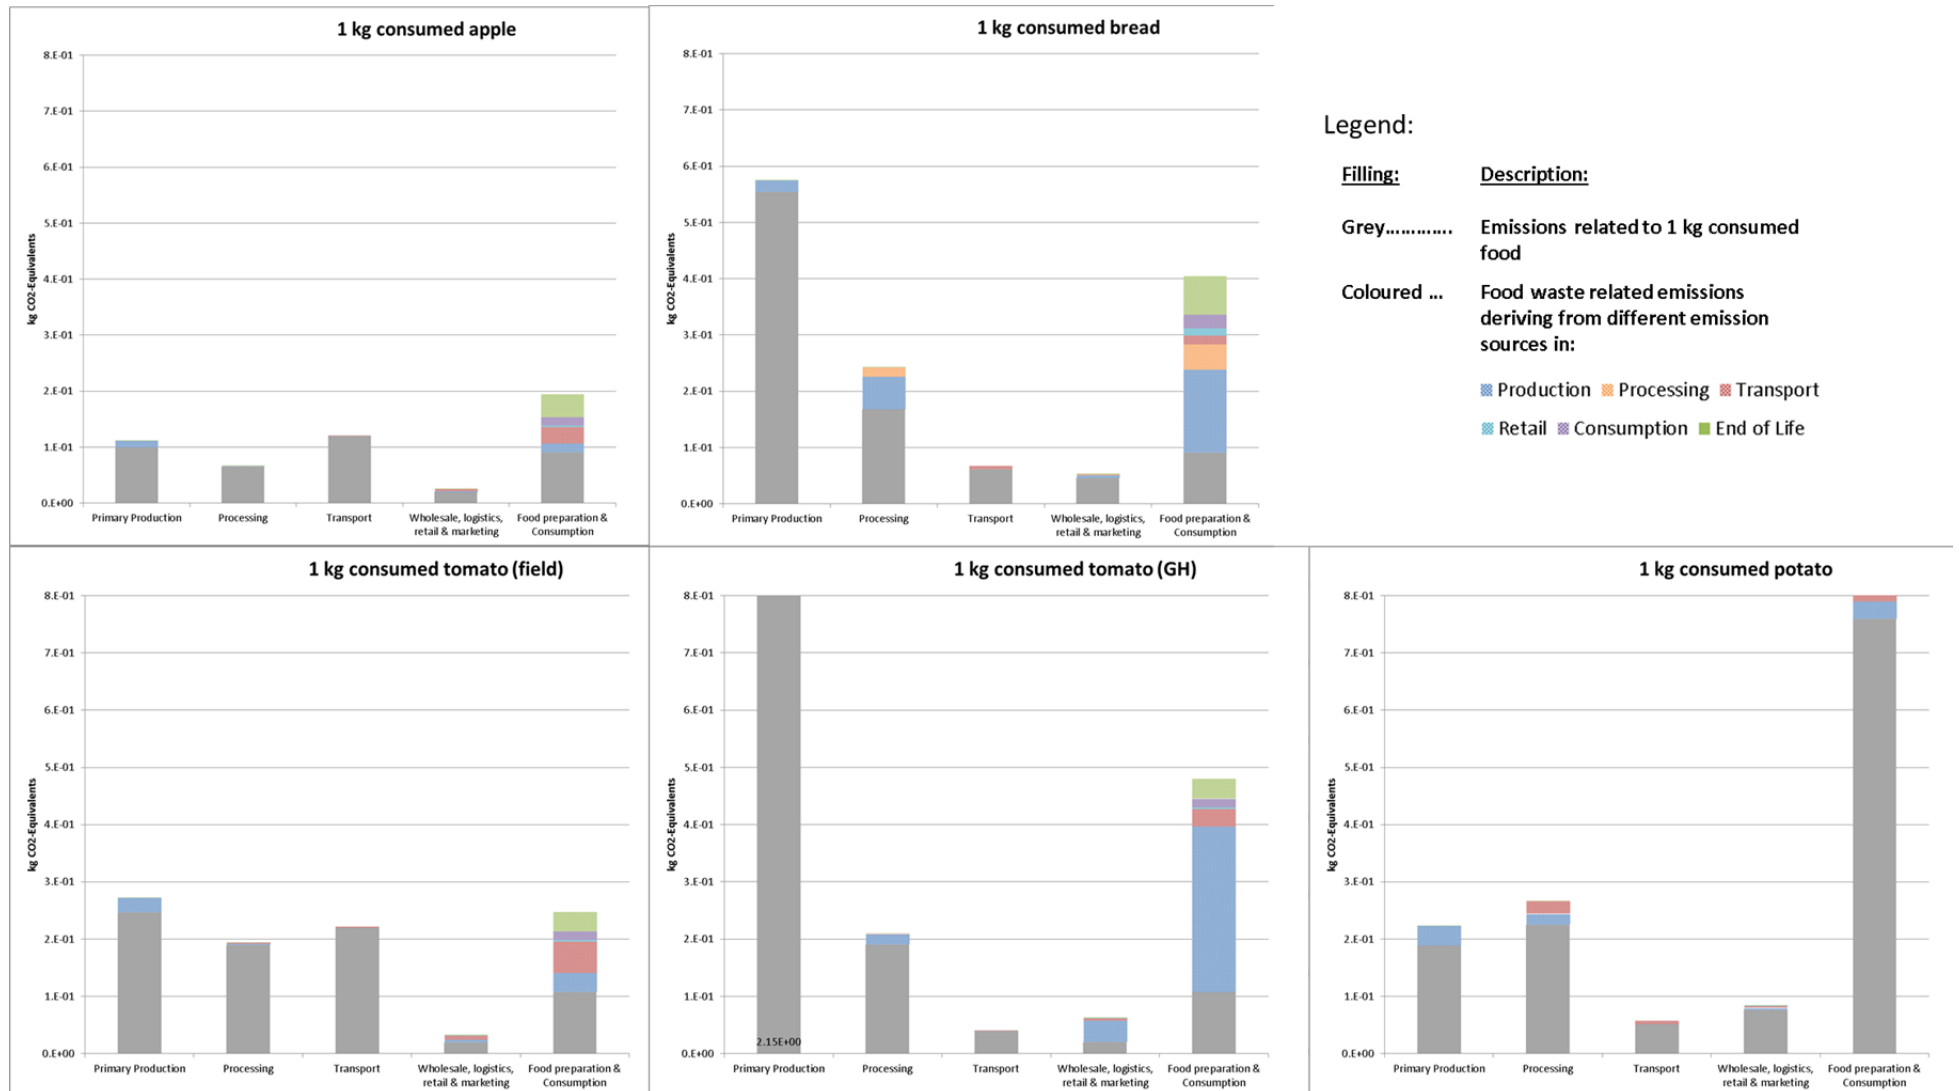 1 kg consumed apple
8.E-01
7.E-01
6.E-01
5.E-01
4.E-01
3.E-01
2.E-01
1.E-01
0.E+00
kg CO2-Equivalents
Primary Production
Processing
Transport
Wholesale, logistics,
retail & marketing
Food preparation &
Consumption
1 kg consumed bread
8.E-01
7.E-01
6.E-01
5.E-01
4.E-01
3.E-01
2.E-01
1.E-01
0.E+00
kg CO2-Equivalents
Primary Production
Processing
Transport
Wholesale, logistics,
retail & marketing
Food preparation &
Consumption
Legend:
Filling: Description:
Grey............. Emissions related to 1 kg consumed
food
Coloured ... Food waste related emissions
deriving from different emission
sources in:
Production Processing Transport
Retail Consumption End of Life
1 kg consumed tomato (field)
8.E-01
7.E-01
6.E-01
5.E-01
4.E-01
3.E-01
2.E-01
1.E-01
0.E+00
kg CO2-Equivalents
Primary Production
Processing
Transport
Wholesale, logistics,
retail & marketing
Food preparation &
Consumption
1 kg consumed tomato (GH)
8.E-01
7.E-01
6.E-01
5.E-01
4.E-01
3.E-01
2.E-01
1.E-01
0.E+00
kg CO2-Equivalents
2.15E+00
Primary Production
Processing
Transport
Wholesale, logistics,
retail & marketing
Food preparation &
Consumption
1 kg consumed potato
8.E-01
7.E-01
6.E-01
5.E-01
4.E-01
3.E-01
2.E-01
1.E-01
0.E+00
kg CO2-Equivalents
Primary Production
Processing
Transport
Wholesale, logistics,
retail & marketing
Food preparation &
Consumption